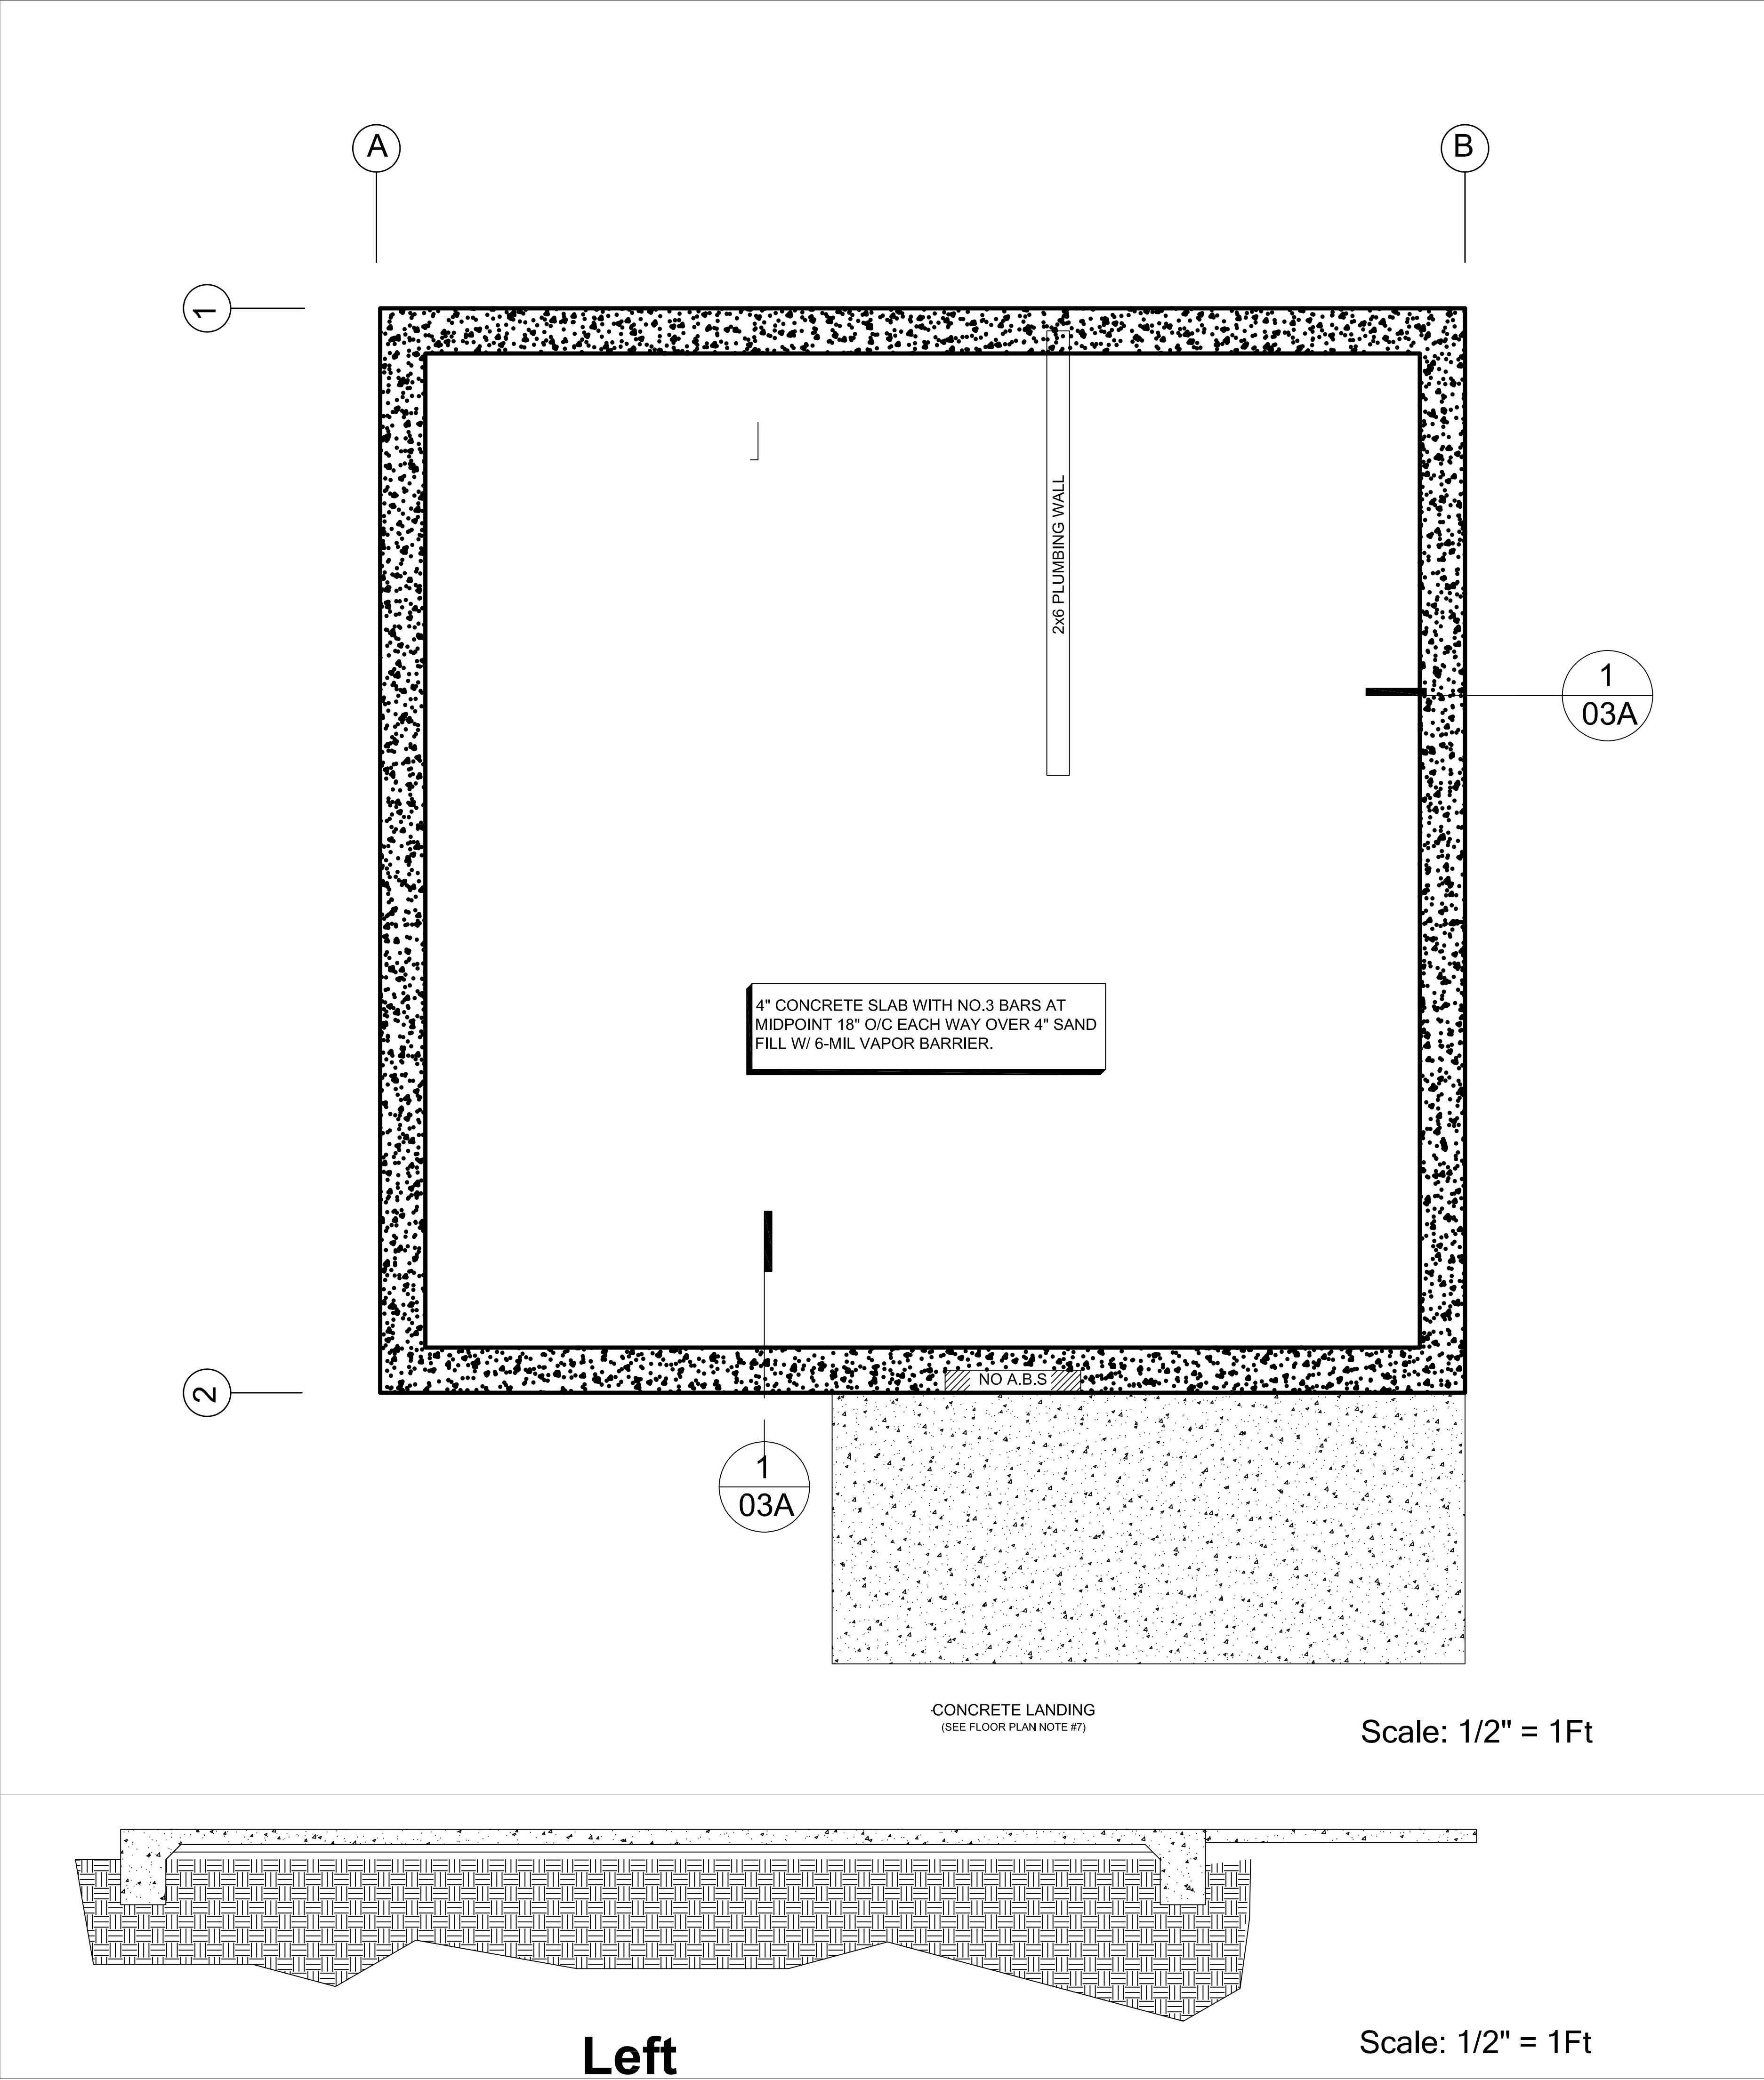 A
B
1
2x6 PLUMBING WALL
1
03A
4" CONCRETE SLAB WITH NO.3 BARS AT
MIDPOINT 18" O/C EACH WAY OVER 4" SAND
FILL W/ 6-MIL VAPOR BARRIER.
2
NO A.B.S
1
03A
CONCRETE LANDING
(SEE FLOOR PLAN NOTE #7)
Scale: 1/2" = 1Ft
Left
Scale: 1/2" = 1Ft